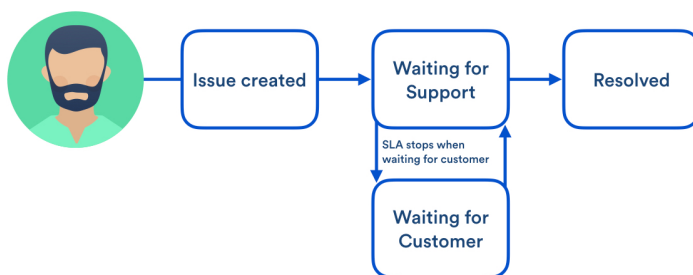 Issue created
Waiting for
Support
Resolved
SLA stops when
waiting for customer
Waiting for
Customer